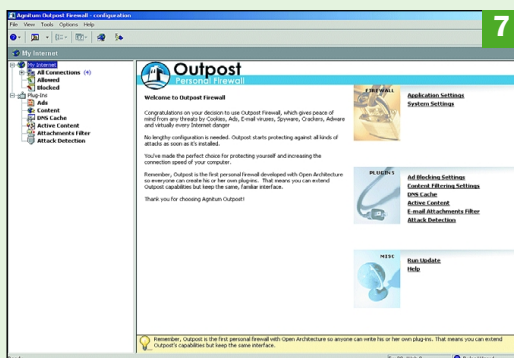 Agnitum Outpost Firewall - configuration
File View Tools Options Help
7
My Internet
My Internet
All Connections (4)
Allowed
Blocked
Plug-Ins
Ads
Content
DNS Cache
Active Content
Attachments Filter
Attack Detection
Outpost
Personal Firewall
Welcome to Outpost Firewall
Congratulations on your decision to use Outpost Firewall, which gives peace of
mind from any threats by Cookies, Ads, E-mail viruses, Spyware, Crackers, Adware
and virtually every Internet danger
No lengthy configuration is needed. Outpost starts protecting against all kinds of
attacks as soon as it's installed.
You've made the perfect choice for protecting yourself and increasing the
connection speed of your computer.
Remember, Outpost is the first personal firewall developed with Open Architecture
so everyone can create his or her own plug-ins. That means you can extend
Outpost capabilities but keep the same, familiar interface.
Thank you for choosing Agnitum Outpost!
FIREWALL
Application Settings
System Settings
PLUGINS
Ad Blocking Settings
Content Filtering Settings
DNS Cache
Active Content
E-mail Attachments Filter
Attack Detection
MISC
Run Update
Help
Remember, Outpost is the first personal firewall with Open Architecture so anyone can write his or her own plug-ins. That means you can extend
Outpost's capabilities but keep the same interface.